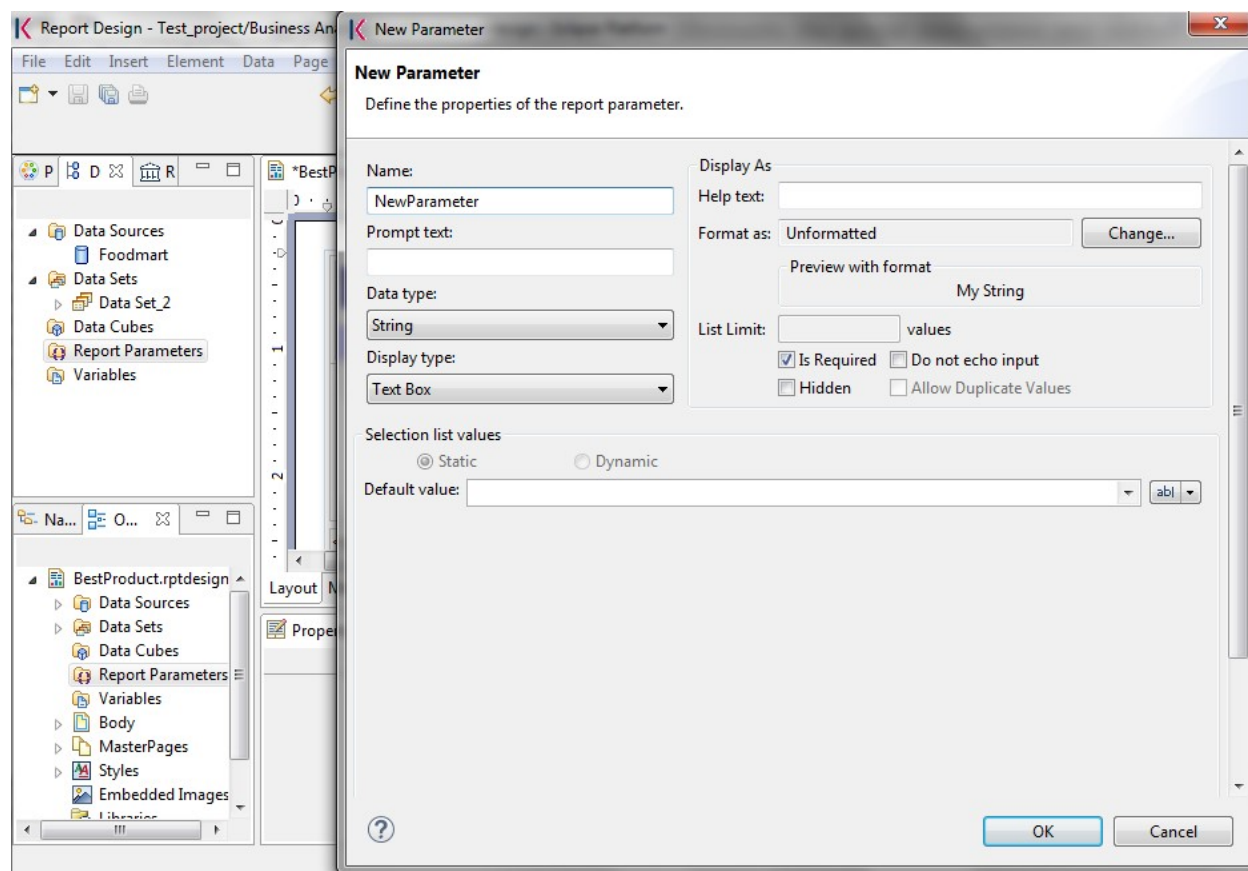 Report Design - Test_project/Business An
New Parameter
File Edit Insert Element Data Page
New Parameter
Define the properties of the report parameter.
P D R
*BestP
Name:
NewParameter
Prompt text:
Data type:
String
Display type:
Text Box
Display As
Help text:
Format as: Unformatted Change...
Preview with format
My String
List Limit: values
Is Required Do not echo input
Hidden Allow Duplicate Values
Data Sources
Foodmart
Data Sets
Data Set_2
Data Cubes
Report Parameters
Variables
0
1
2
Selection list values
Static Dynamic
Default value: abl
Na... O...
BestProduct.rptdesign
Data Sources
Data Sets
Data Cubes
Report Parameters
Variables
Body
MasterPages
Styles
Embedded Images
Libraries
Layout
Proper
OK Cancel